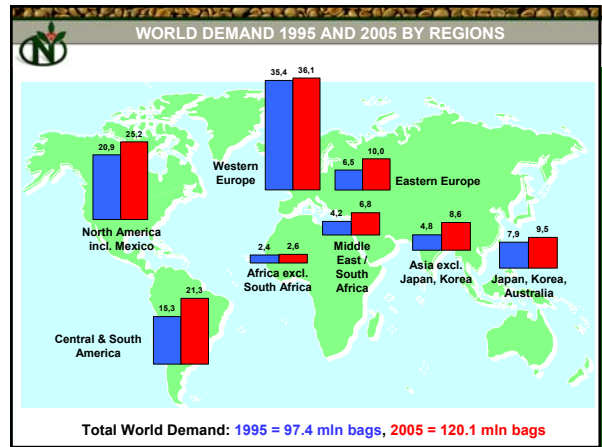 WORLD DEMAND 1995 AND 2005 BY REGIONS
N
35,4 36,1
Western
Europe
20,9 25,2
North America
incl. Mexico
6,5 10,0
Eastern Europe
4,2 6,8
Middle
East /
South
Africa
2,4 2,6
Africa excl.
South Africa
4,8 8,6
Asia excl.
Japan, Korea
7,9 9,5
Japan, Korea,
Australia
15,3 21,3
Central & South
America
Total World Demand: 1995 = 97.4 mln bags, 2005 = 120.1 mln bags